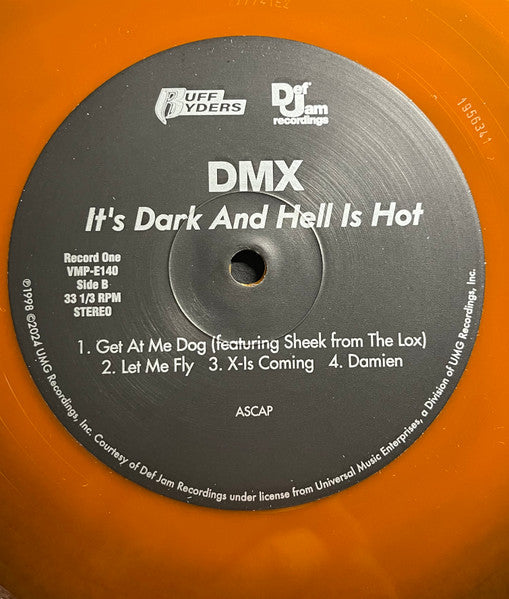 RUFF
RYDERS
Def
Jam
recordings
1956341
DMX
It's Dark And Hell Is Hot
Record One
VMP-E140
Side B
33 1/3 RPM
STEREO
1. Get At Me Dog (featuring Sheek from The Lox)
2. Let Me Fly 3. X-Is Coming 4. Damien
ASCAP
℗1998 ©2024 UMG Recordings, Inc. Courtesy of Def Jam Recordings under license from Universal Music Enterprises, a Division of UMG Recordings, Inc.